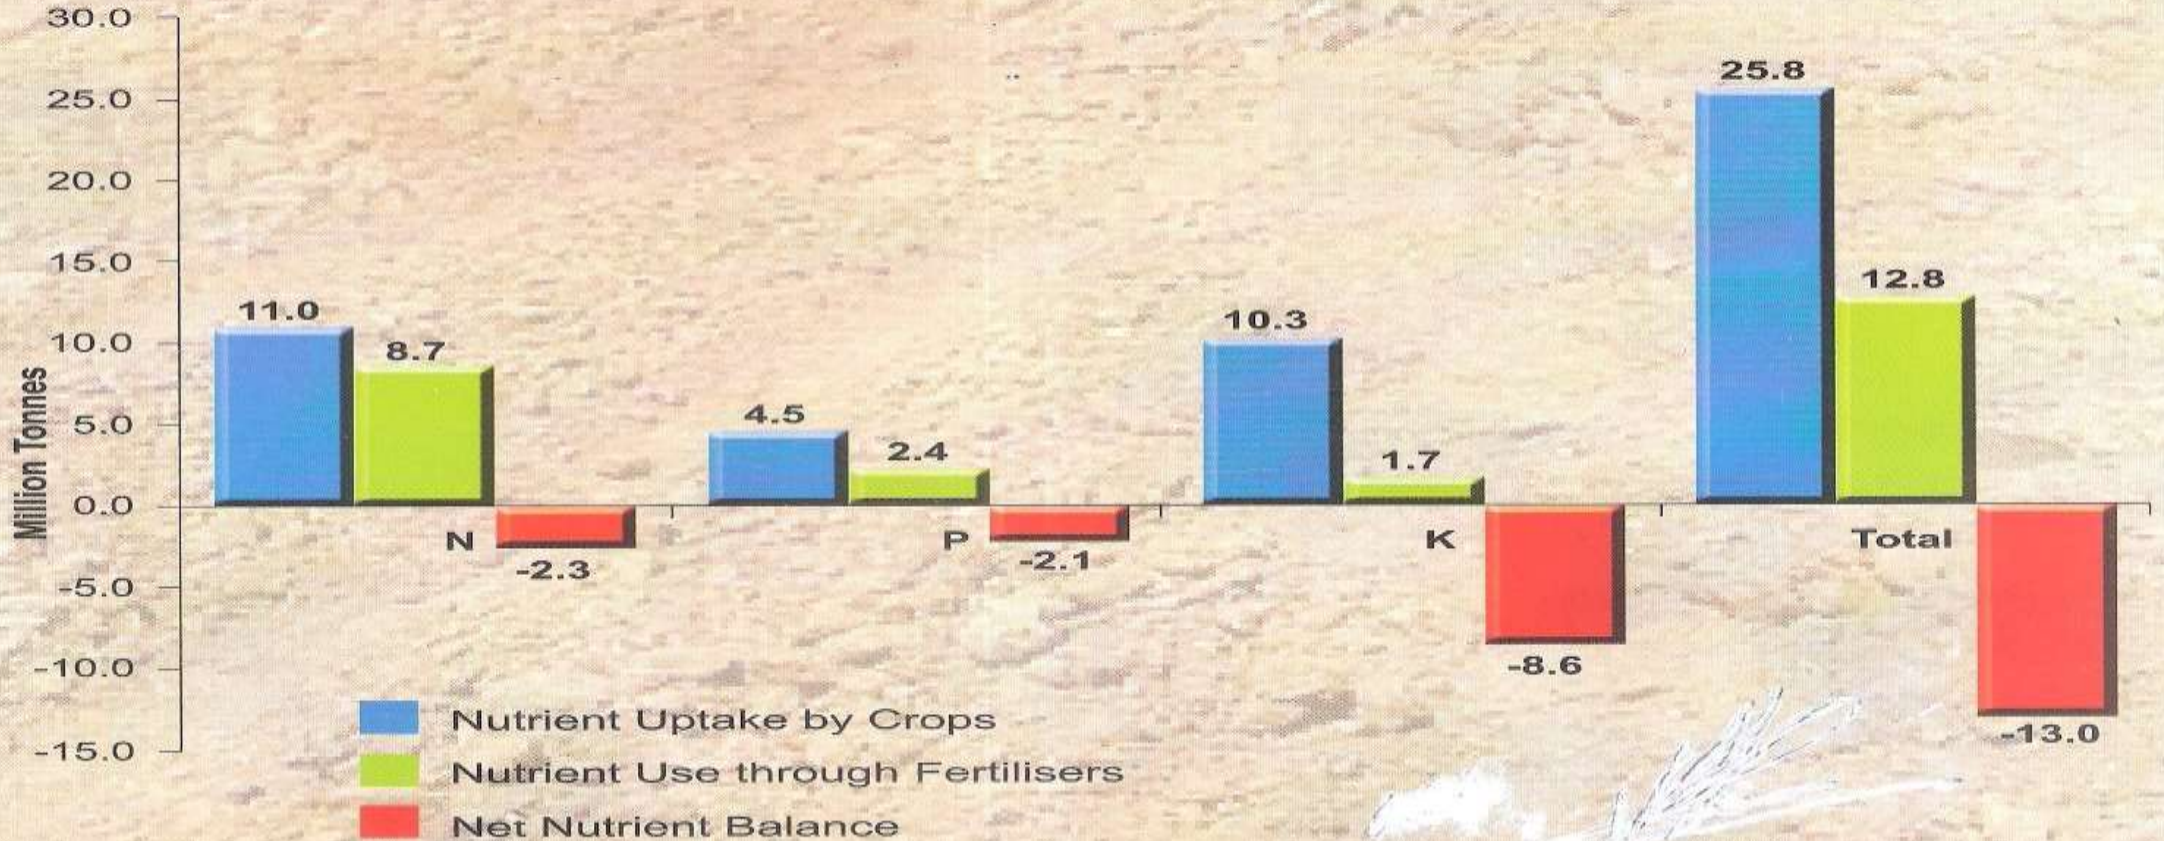 30.0
25.0
20.0
15.0
10.0
5.0
0.0
-5.0
-10.0
-15.0
Million Tonnes
11.0
8.7
N
-2.3
4.5
2.4
P
-2.1
10.3
1.7
K
-8.6
25.8
12.8
Total
-13.0
Nutrient Uptake by Crops
Nutrient Use through Fertilisers
Net Nutrient Balance